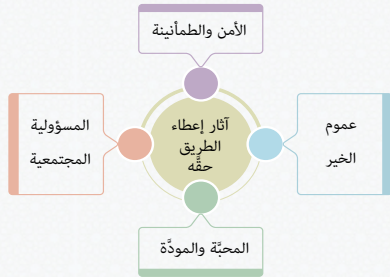 الأمن والطمأنينة
آثار إعطاء
الطريق
حقَّه
عموم
الخير
المسؤولية
المجتمعية
المحبَّة والمودَّة